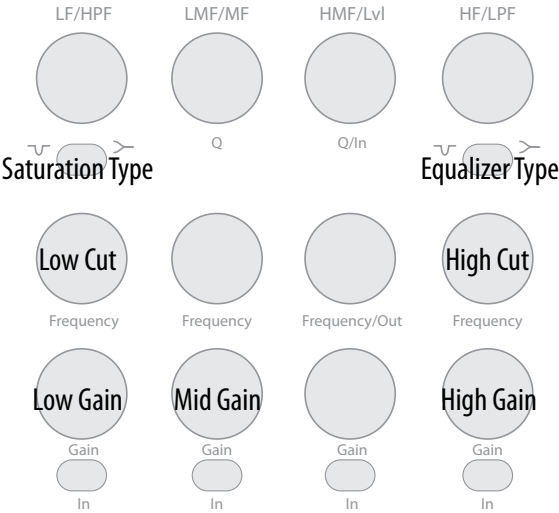 LF/HPF LMF/MF HMF/Lvl HF/LPF
Q Q/In
Saturation Type Equalizer Type
Low Cut High Cut
Frequency Frequency Frequency/Out Frequency
Low Gain Mid Gain High Gain
Gain Gain Gain Gain
In In In In